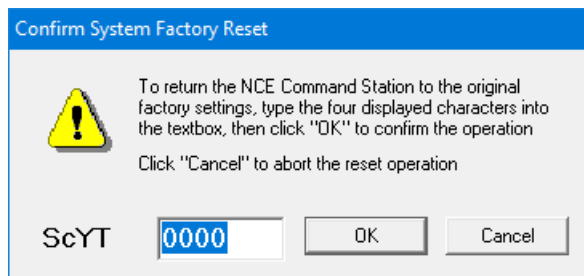 Confirm System Factory Reset
To return the NCE Command Station to the original
factory settings, type the four displayed characters into
the textbox, then click "OK" to confirm the operation
Click "Cancel" to abort the reset operation
ScYT 0000 OK Cancel